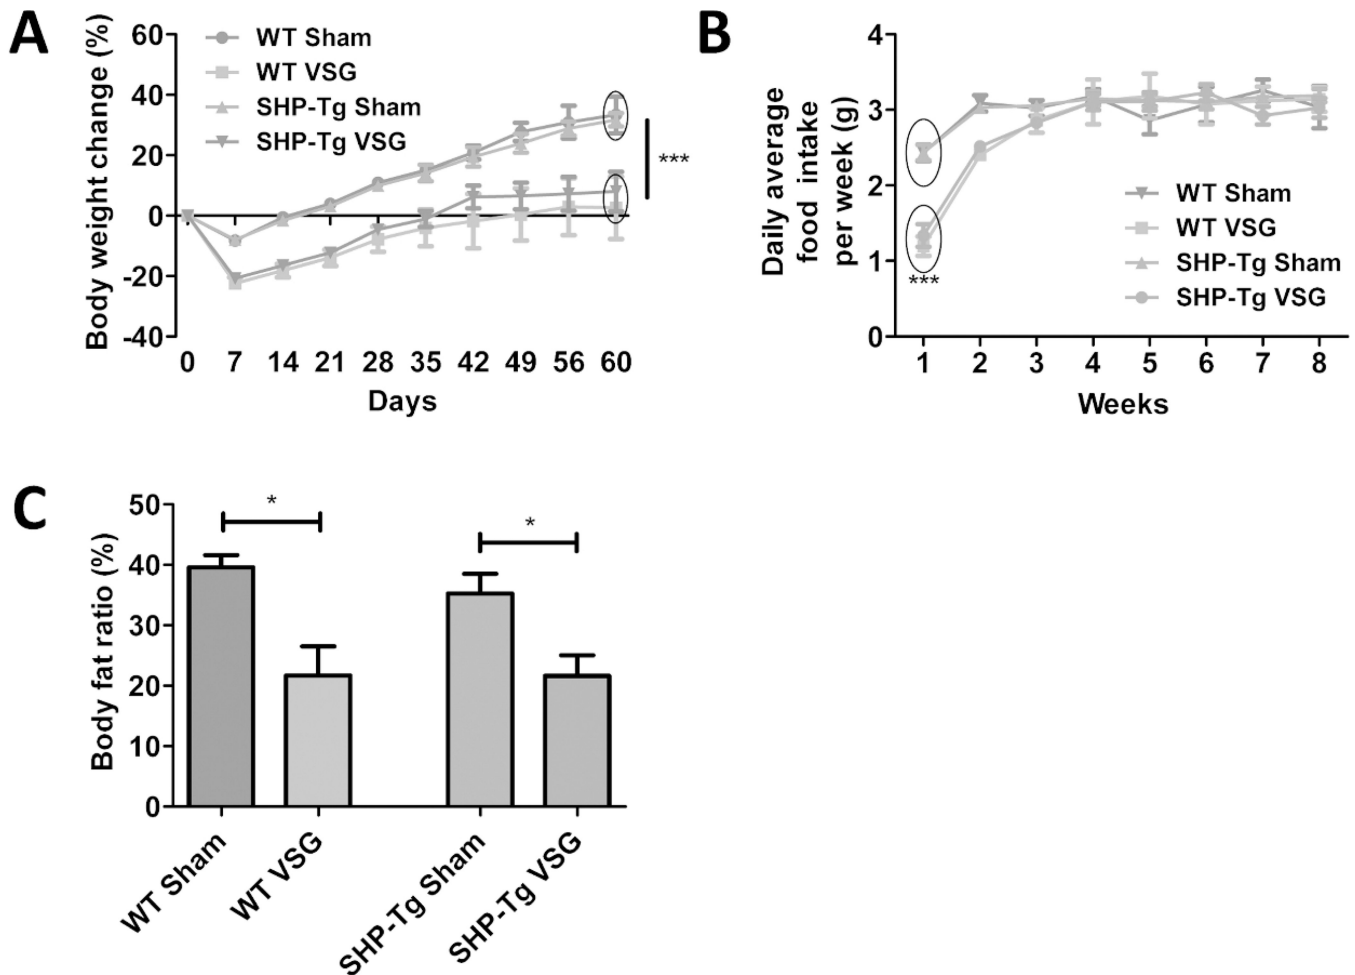 A
Body weight change (%)
60
40
20
0
-20
-40
WT Sham
WT VSG
SHP-Tg Sham
SHP-Tg VSG
***
0 7 14 21 28 35 42 49 56 60
Days
B
Daily average
food intake
per week (g)
4
3
2
1
0
***
WT Sham
WT VSG
SHP-Tg Sham
SHP-Tg VSG
1 2 3 4 5 6 7 8
Weeks
C
Body fat ratio (%)
50
40
30
20
10
0
*
*
WT Sham
WT VSG
SHP-Tg Sham
SHP-Tg VSG